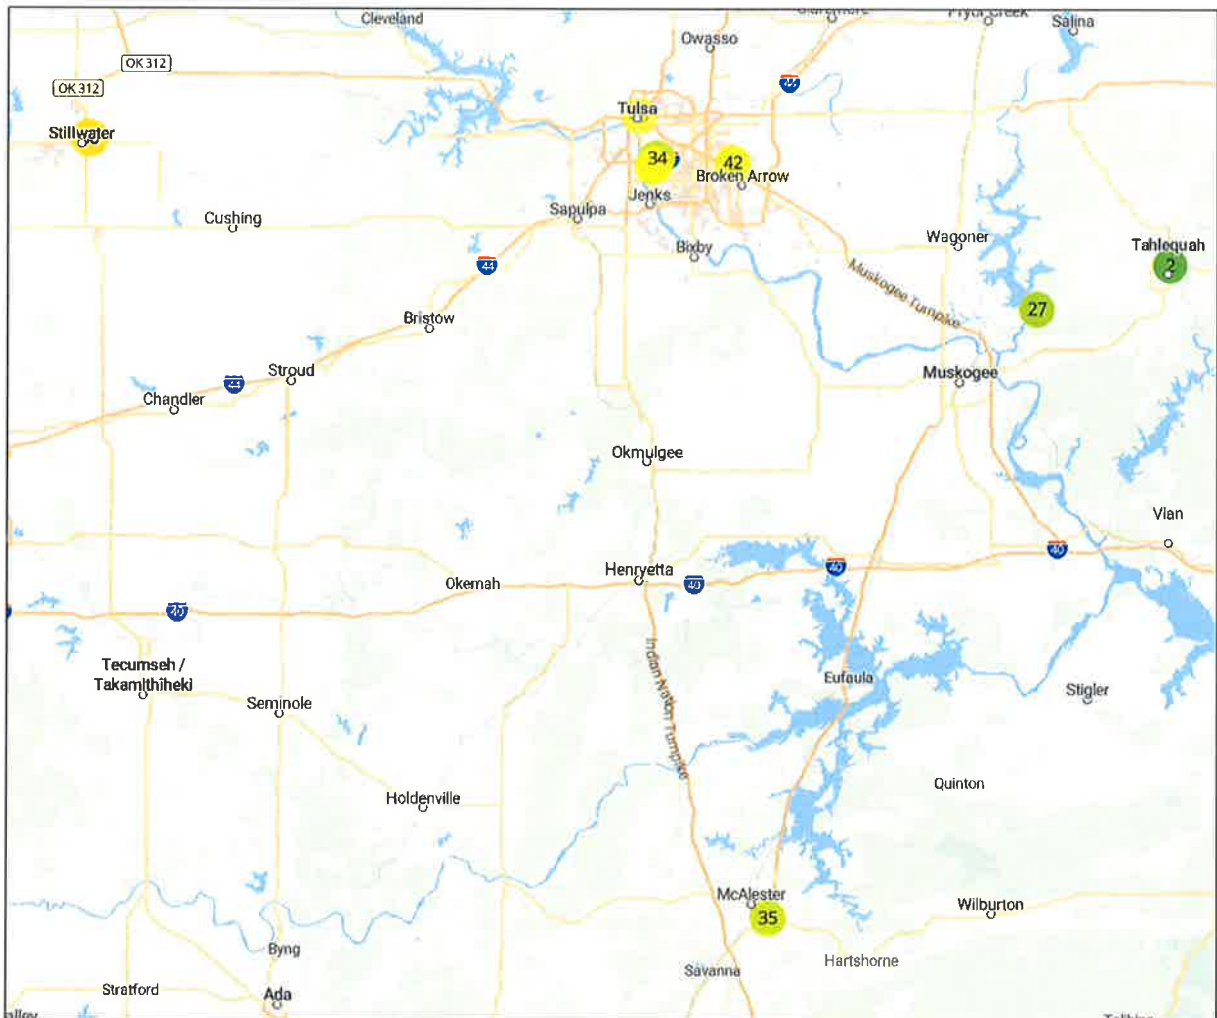 Cleveland
Salina
Owasso
OK 312
OK 312
44
Tulsa
Stillwater
34
42
Broken Arrow
Jenks
Sapulpa
Cushing
Wagoner
Tahlequah
2
Bixby
44
Muskogee Turnpike
27
Bristow
Stroud
Muskogee
44
Chandler
Okmulgee
Vian
40
Henryetta
40
Okemah
40
40
Tecumseh /
Takamithiheki
Indian Nation Turnpike
Eufaula
Stigler
Seminole
Quinton
Holdenville
McAlester
35
Wilburton
Byng
Hartshorne
Savanna
Stratford
Ada